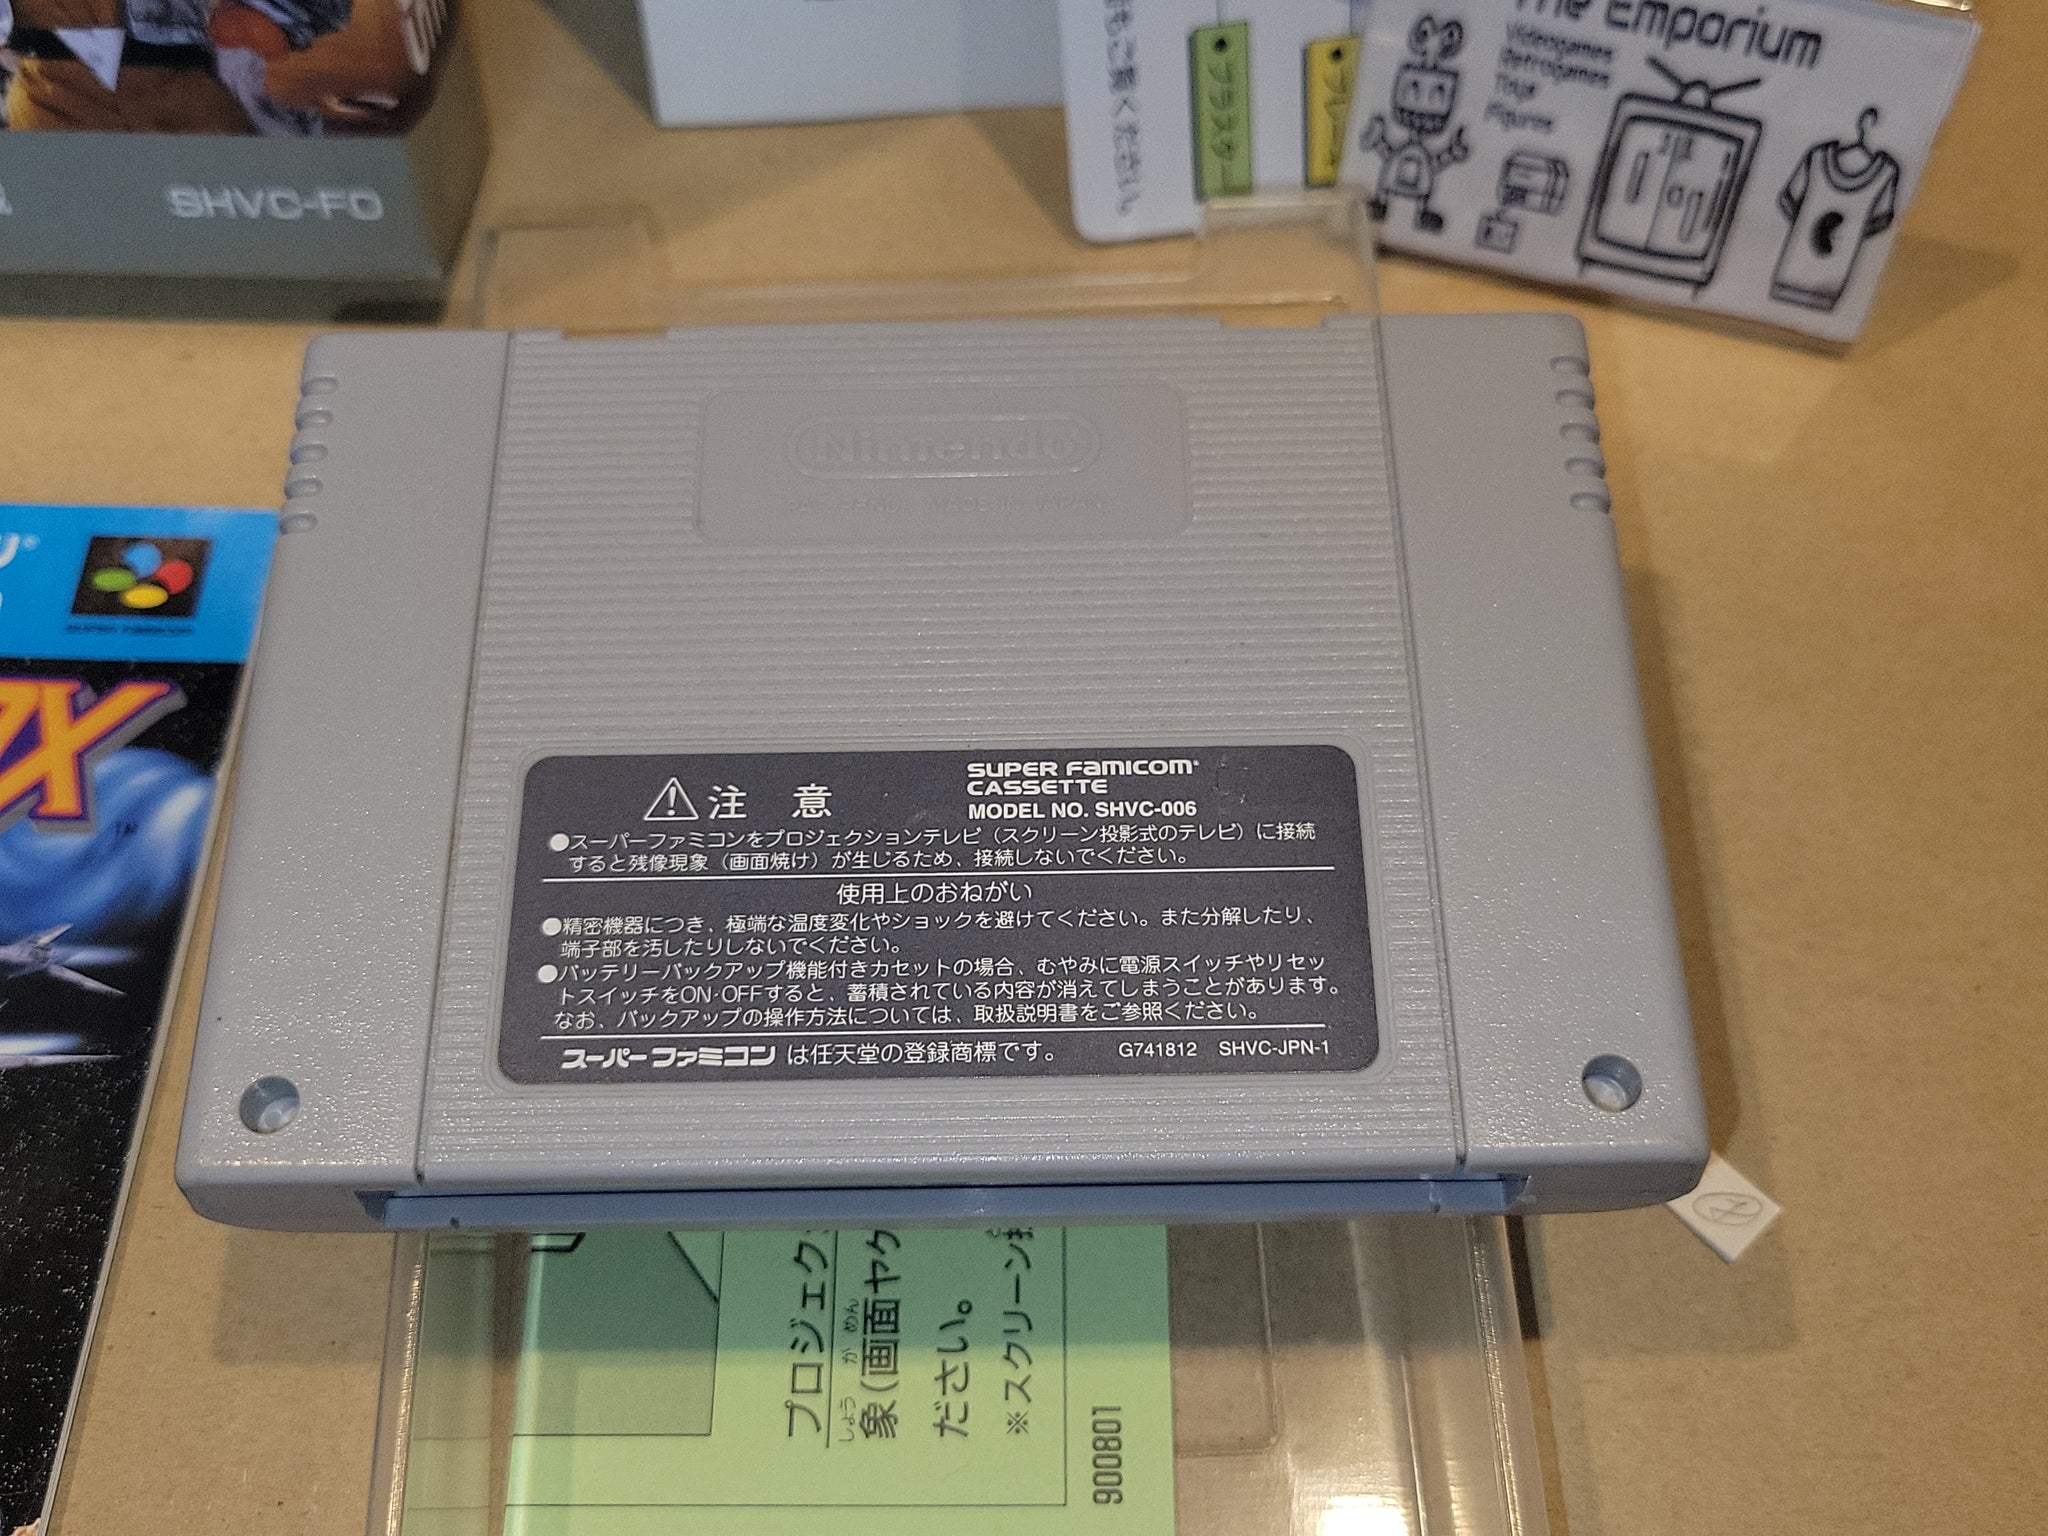 SHVC-FO
も ご 覧 く だ さ い。
プラスター
The Emporium
Videogames
Retrogames
Toys
Figures
Nintendo
MADE IN JAPAN
SUPER FAMICOM
TM
注 意
SUPER FAMICOM®
CASSETTE
MODEL NO. SHVC-006
●スーパーファミコンをプロジェクションテレビ（スクリーン投影式のテレビ）に接続
すると残像現象（画面焼け）が生じるため、接続しないでください。
使用上のおねがい
●精密機器につき、極端な温度変化やショックを避けてください。また分解したり、
端子部を汚したりしないでください。
●バッテリーバックアップ機能付きカセットの場合、むやみに電源スイッチやリセッ
トスイッチをON·OFFすると、蓄積されている内容が消えてしまうことがあります。
なお、バックアップの操作方法については、取扱説明書をご参照ください。
スーパーファミコン は任天堂の登録商標です。 G741812 SHVC-JPN-1
プロジェク
象(画面ヤケ
ださい。
※スクリーン
900801